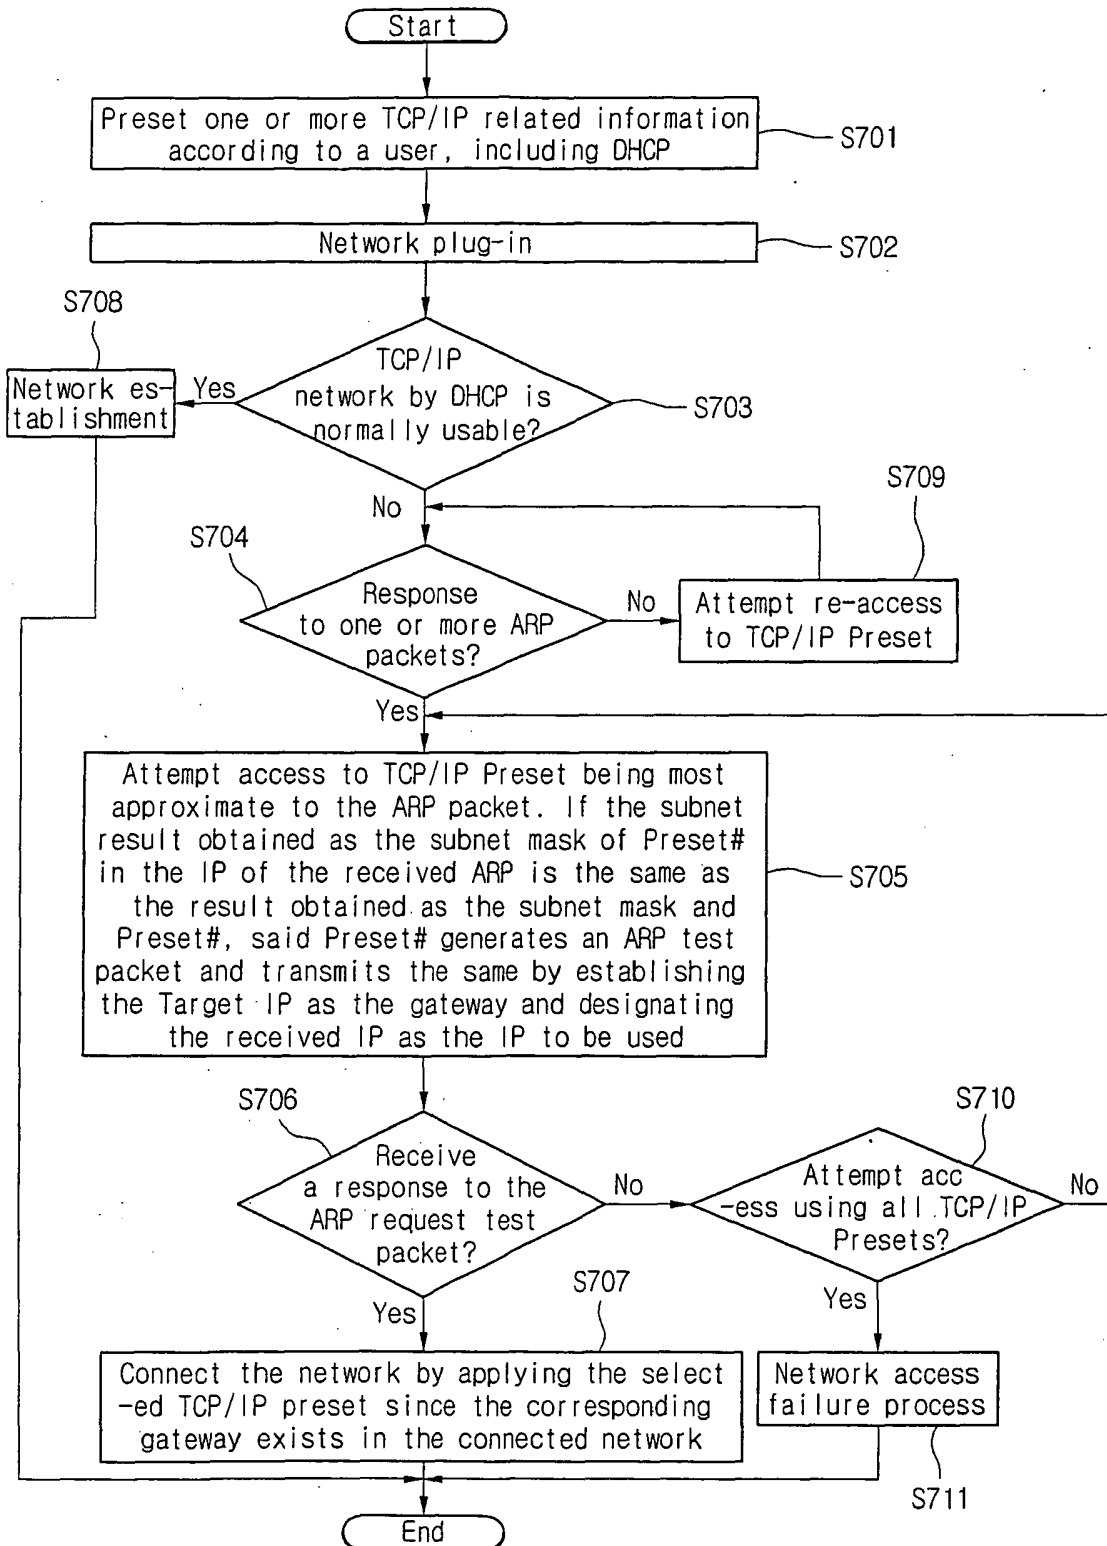 Start
Preset one or more TCP/IP related information
according to a user, including DHCP
S701
Network plug-in
S702
S708
Network es-
tablishment
Yes
TCP/IP
network by DHCP is
normally usable?
S703
No
S709
S704
Response
to one or more ARP
packets?
No
Attempt re-access
to TCP/IP Preset
Yes
Attempt access to TCP/IP Preset being most
approximate to the ARP packet. If the subnet
result obtained as the subnet mask of Preset#
in the IP of the received ARP is the same as
the result obtained as the subnet mask and
Preset#, said Preset# generates an ARP test
packet and transmits the same by establishing
the Target IP as the gateway and designating
the received IP as the IP to be used
S705
S706
Receive
a response to the
ARP request test
packet?
No
S710
Attempt acc
-ess using all TCP/IP
Presets?
No
Yes
S707
Yes
Connect the network by applying the select
-ed TCP/IP preset since the corresponding
gateway exists in the connected network
Network access
failure process
S711
End